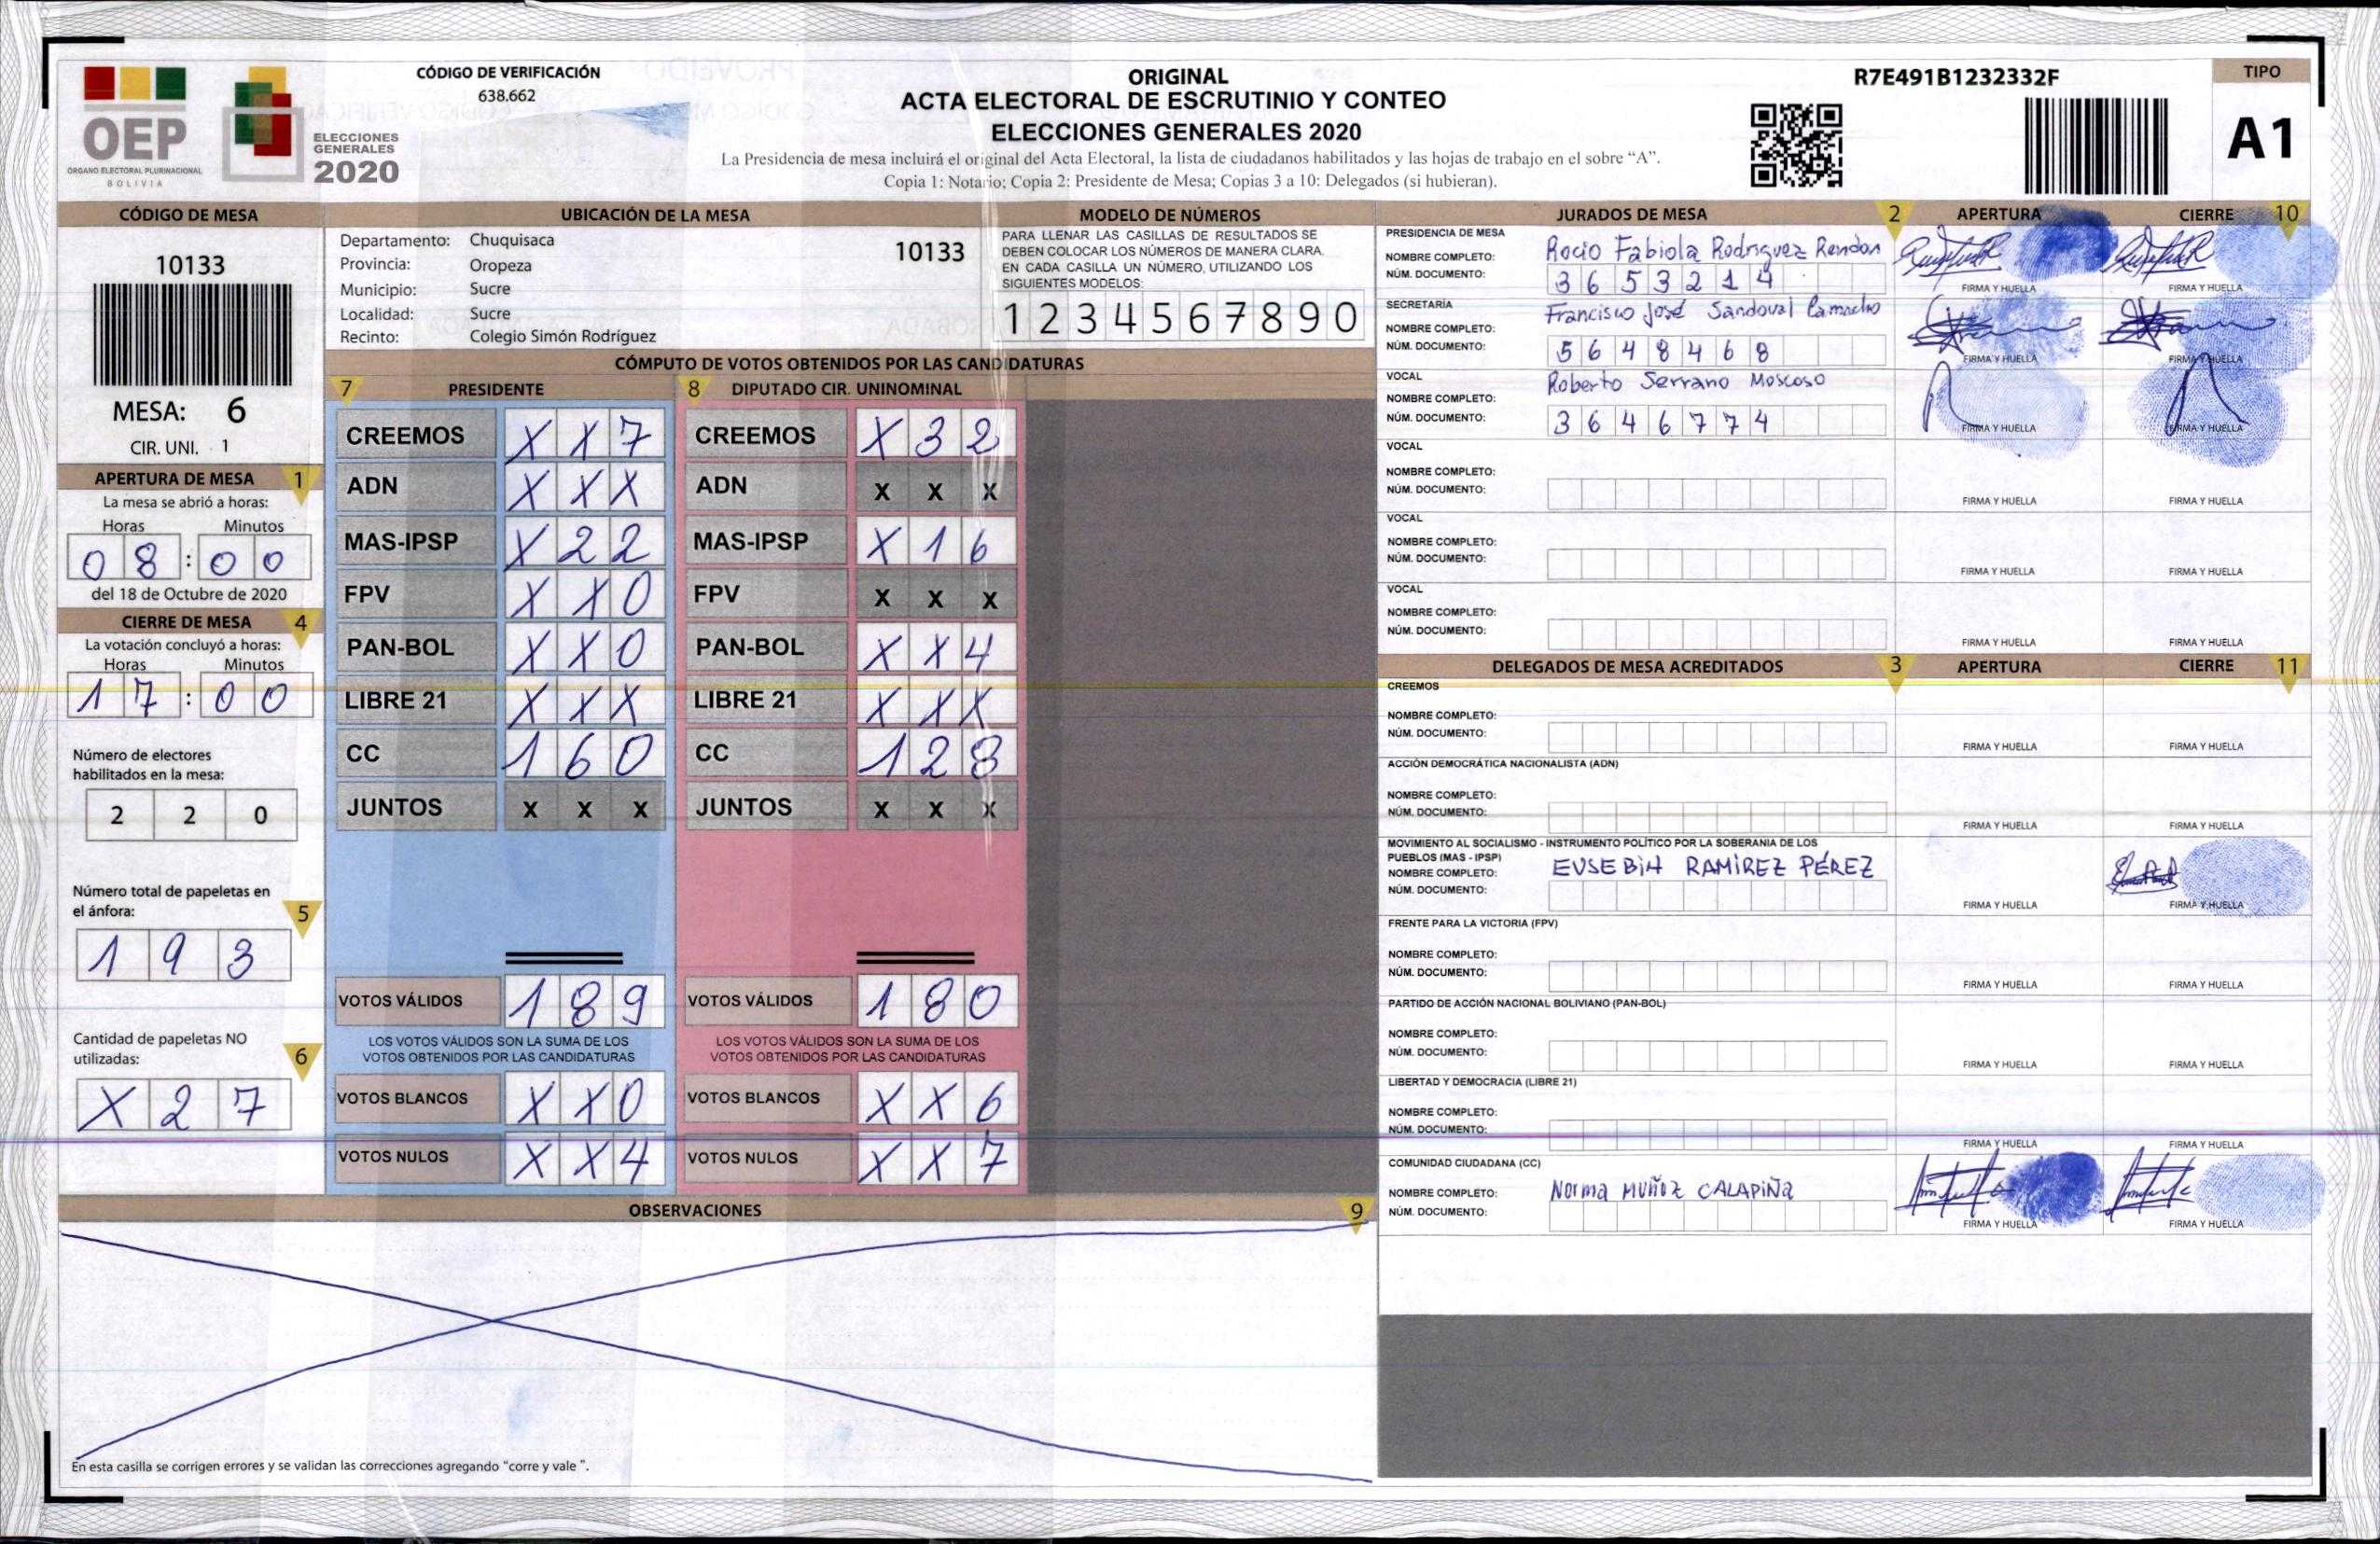 OEP
ÓRGANO ELECTORAL PLURINACIONAL
BOLIVIA
ELECCIONES
GENERALES
2020
CÓDIGO DE VERIFICACIÓN
638.662
ORIGINAL
ACTA ELECTORAL DE ESCRUTINIO Y CONTEO
ELECCIONES GENERALES 2020
La Presidencia de mesa incluirá el original del Acta Electoral, la lista de ciudadanos habilitados y las hojas de trabajo en el sobre “A”.
Copia 1: Notario; Copia 2: Presidente de Mesa; Copias 3 a 10: Delegados (si hubieran).
R7E491B1232332F
TIPO
A1
CÓDIGO DE MESA
10133
MESA: 6
CIR. UNI. 1
APERTURA DE MESA 1
La mesa se abrió a horas:
Horas Minutos
0 8 : 0 0
del 18 de Octubre de 2020
CIERRE DE MESA 4
La votación concluyó a horas:
Horas Minutos
1 7 : 0 0
Número de electores
habilitados en la mesa:
2 2 0
Número total de papeletas en
el ánfora: 5
1 9 3
Cantidad de papeletas NO
utilizadas: 6
X 2 7
UBICACIÓN DE LA MESA
Departamento: Chuquisaca 10133
Provincia: Oropeza
Municipio: Sucre
Localidad: Sucre
Recinto: Colegio Simón Rodríguez
MODELO DE NÚMEROS
PARA LLENAR LAS CASILLAS DE RESULTADOS SE
DEBEN COLOCAR LOS NÚMEROS DE MANERA CLARA.
EN CADA CASILLA UN NÚMERO, UTILIZANDO LOS
SIGUIENTES MODELOS:
1 2 3 4 5 6 7 8 9 0
CÓMPUTO DE VOTOS OBTENIDOS POR LAS CANDIDATURAS
7 PRESIDENTE
CREEMOS X X 7
ADN X X X
MAS-IPSP X 2 2
FPV X X 0
PAN-BOL X X 0
LIBRE 21 X X X
CC 1 6 0
JUNTOS X X X
VOTOS VÁLIDOS 1 8 9
LOS VOTOS VÁLIDOS SON LA SUMA DE LOS
VOTOS OBTENIDOS POR LAS CANDIDATURAS
VOTOS BLANCOS X X 0
VOTOS NULOS X X 4
8 DIPUTADO CIR. UNINOMINAL
CREEMOS X 3 2
ADN X X X
MAS-IPSP X 1 6
FPV X X X
PAN-BOL X X 4
LIBRE 21 X X X
CC 1 2 8
JUNTOS X X X
VOTOS VÁLIDOS 1 8 0
LOS VOTOS VÁLIDOS SON LA SUMA DE LOS
VOTOS OBTENIDOS POR LAS CANDIDATURAS
VOTOS BLANCOS X X 6
VOTOS NULOS X X 7
OBSERVACIONES 9
En esta casilla se corrigen errores y se validan las correcciones agregando “corre y vale ”.
JURADOS DE MESA 2 APERTURA CIERRE 10
PRESIDENCIA DE MESA
NOMBRE COMPLETO: Rocio Fabiola Rodriguez Rendon
NÚM. DOCUMENTO: 3 6 5 3 2 1 4
FIRMA Y HUELLA FIRMA Y HUELLA
SECRETARÍA
NOMBRE COMPLETO: Francisco José Sandoval Camacho
NÚM. DOCUMENTO: 5 6 4 8 4 6 8
FIRMA Y HUELLA FIRMA Y HUELLA
VOCAL
NOMBRE COMPLETO: Roberto Serrano Moscoso
NÚM. DOCUMENTO: 3 6 4 6 7 7 4
FIRMA Y HUELLA FIRMA Y HUELLA
VOCAL
NOMBRE COMPLETO:
NÚM. DOCUMENTO:
FIRMA Y HUELLA FIRMA Y HUELLA
VOCAL
NOMBRE COMPLETO:
NÚM. DOCUMENTO:
FIRMA Y HUELLA FIRMA Y HUELLA
VOCAL
NOMBRE COMPLETO:
NÚM. DOCUMENTO:
FIRMA Y HUELLA FIRMA Y HUELLA
DELEGADOS DE MESA ACREDITADOS 3 APERTURA CIERRE 11
CREEMOS
NOMBRE COMPLETO:
NÚM. DOCUMENTO:
FIRMA Y HUELLA FIRMA Y HUELLA
ACCIÓN DEMOCRÁTICA NACIONALISTA (ADN)
NOMBRE COMPLETO:
NÚM. DOCUMENTO:
FIRMA Y HUELLA FIRMA Y HUELLA
MOVIMIENTO AL SOCIALISMO - INSTRUMENTO POLÍTICO POR LA SOBERANIA DE LOS
PUEBLOS (MAS - IPSP)
NOMBRE COMPLETO: EUSEBIA RAMÍREZ PÉREZ
NÚM. DOCUMENTO:
FIRMA Y HUELLA FIRMA Y HUELLA
FRENTE PARA LA VICTORIA (FPV)
NOMBRE COMPLETO:
NÚM. DOCUMENTO:
FIRMA Y HUELLA FIRMA Y HUELLA
PARTIDO DE ACCIÓN NACIONAL BOLIVIANO (PAN-BOL)
NOMBRE COMPLETO:
NÚM. DOCUMENTO:
FIRMA Y HUELLA FIRMA Y HUELLA
LIBERTAD Y DEMOCRACIA (LIBRE 21)
NOMBRE COMPLETO:
NÚM. DOCUMENTO:
FIRMA Y HUELLA FIRMA Y HUELLA
COMUNIDAD CIUDADANA (CC)
NOMBRE COMPLETO: Norma MUÑOZ CALAPIÑA
NÚM. DOCUMENTO:
FIRMA Y HUELLA FIRMA Y HUELLA